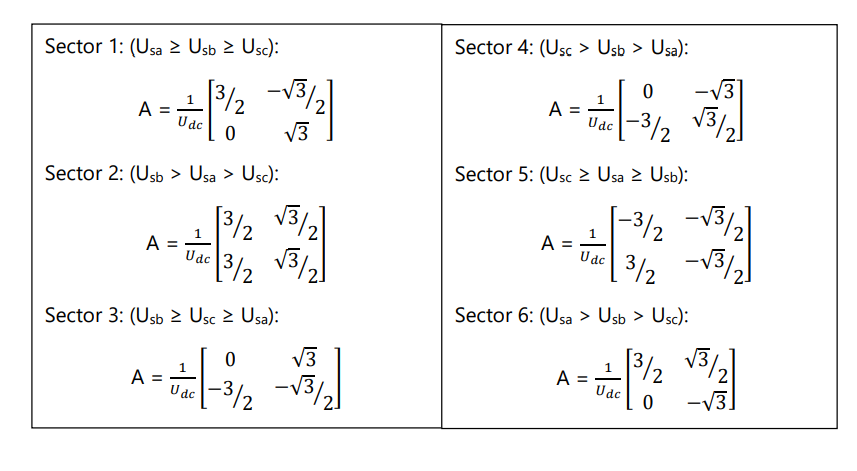 Sector 1: (Usa ≥ Usb ≥ Usc):
A = 1/Udc [3/2 −√3/2
0 √3]
Sector 2: (Usb > Usa > Usc):
A = 1/Udc [3/2 √3/2
3/2 √3/2]
Sector 3: (Usb ≥ Usc ≥ Usa):
A = 1/Udc [0 √3
−3/2 −√3/2]
Sector 4: (Usc > Usb > Usa):
A = 1/Udc [0 −√3
−3/2 √3/2]
Sector 5: (Usc ≥ Usa ≥ Usb):
A = 1/Udc [−3/2 −√3/2
3/2 −√3/2]
Sector 6: (Usa > Usb > Usc):
A = 1/Udc [3/2 √3/2
0 −√3]